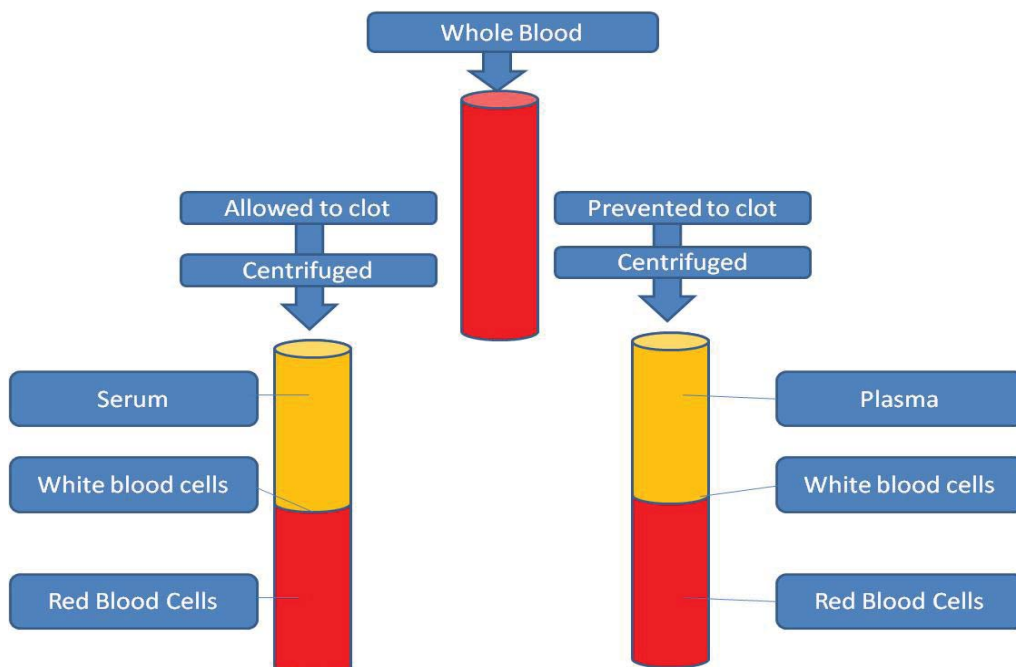 Whole Blood
Allowed to clot
Prevented to clot
Centrifuged
Centrifuged
Serum
Plasma
White blood cells
White blood cells
Red Blood Cells
Red Blood Cells